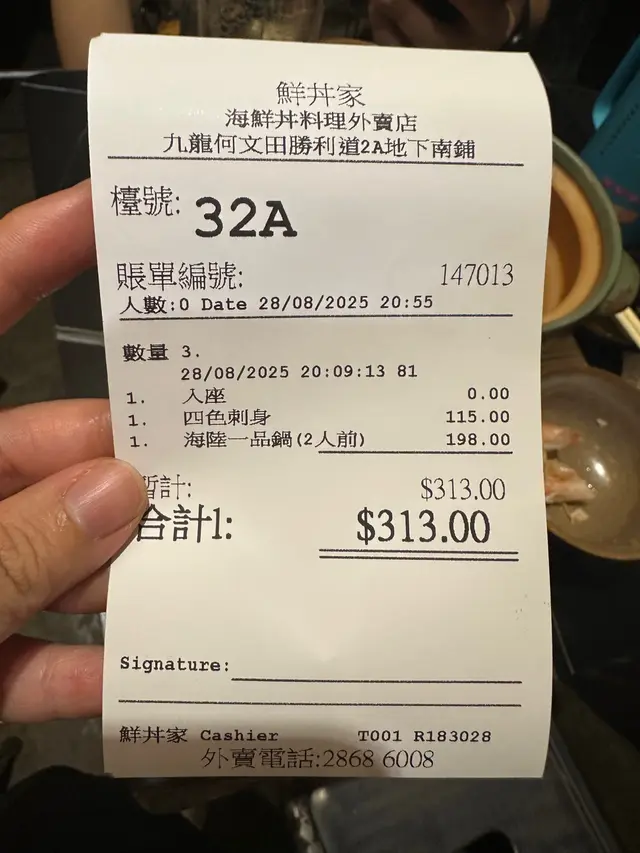 鮮丼家
海鮮丼料理外賣店
九龍何文田勝利道2A地下南鋪
檯號: 32A
賬單編號: 147013
人數:0 Date 28/08/2025 20:55
數量 3.
28/08/2025 20:09:13 81
1. 入座 0.00
1. 四色刺身 115.00
1. 海陸一品鍋(2人前) 198.00
暫計: $313.00
合計1: $313.00
Signature:
鮮丼家 Cashier T001 R183028
外賣電話:2868 6008